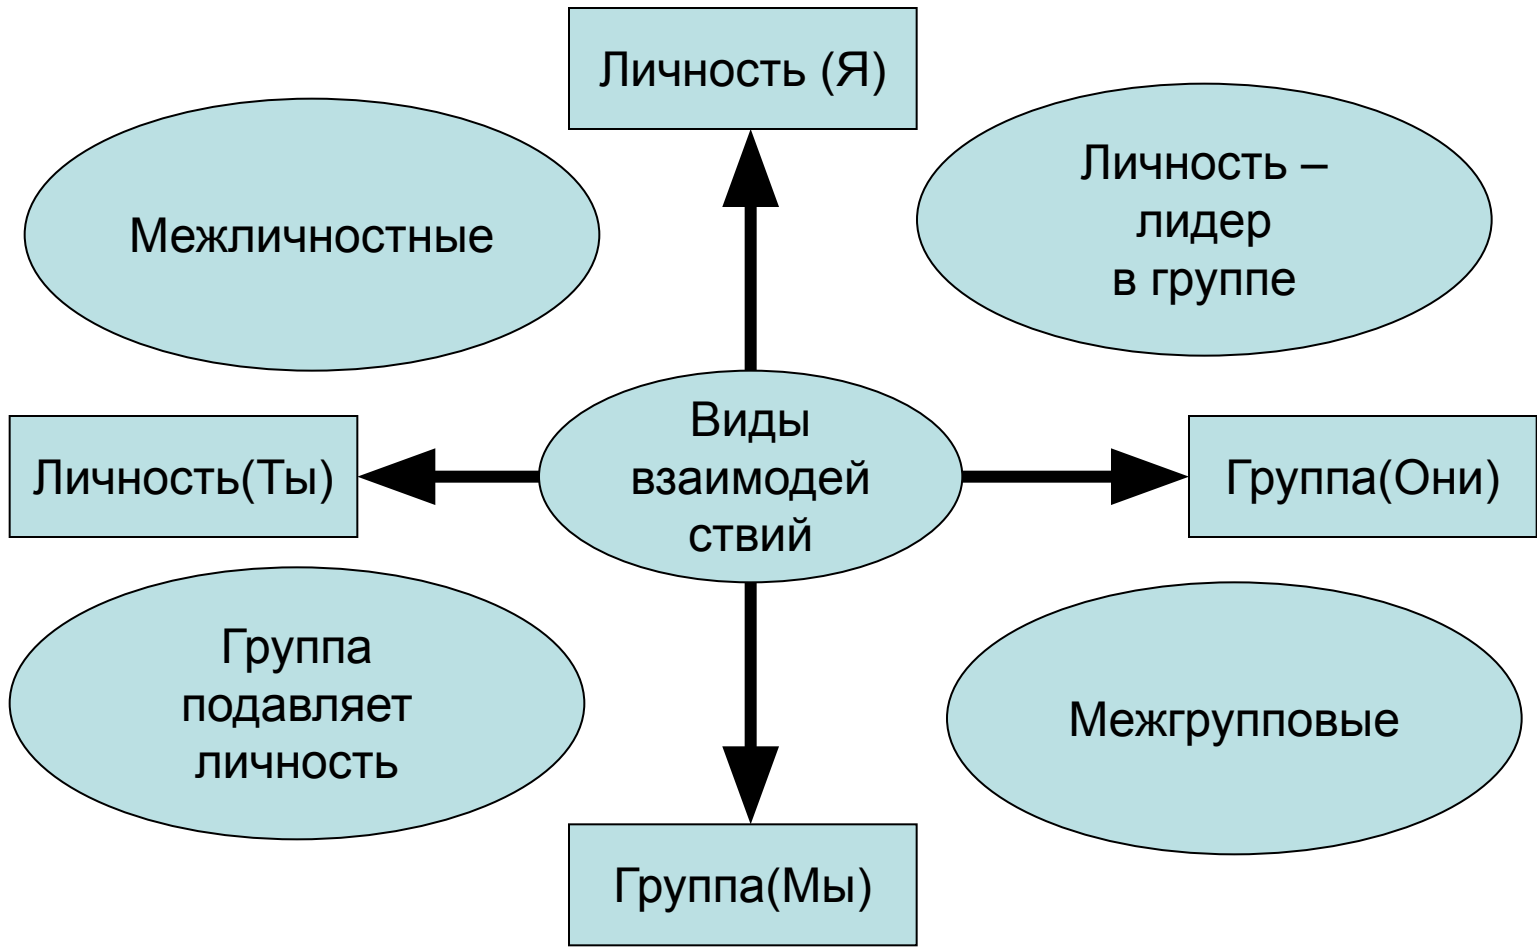 Личность (Я)
Межличностные
Личность –
лидер
в группе
Личность(Ты)
Виды
взаимодей
ствий
Группа(Они)
Группа
подавляет
личность
Межгрупповые
Группа(Мы)